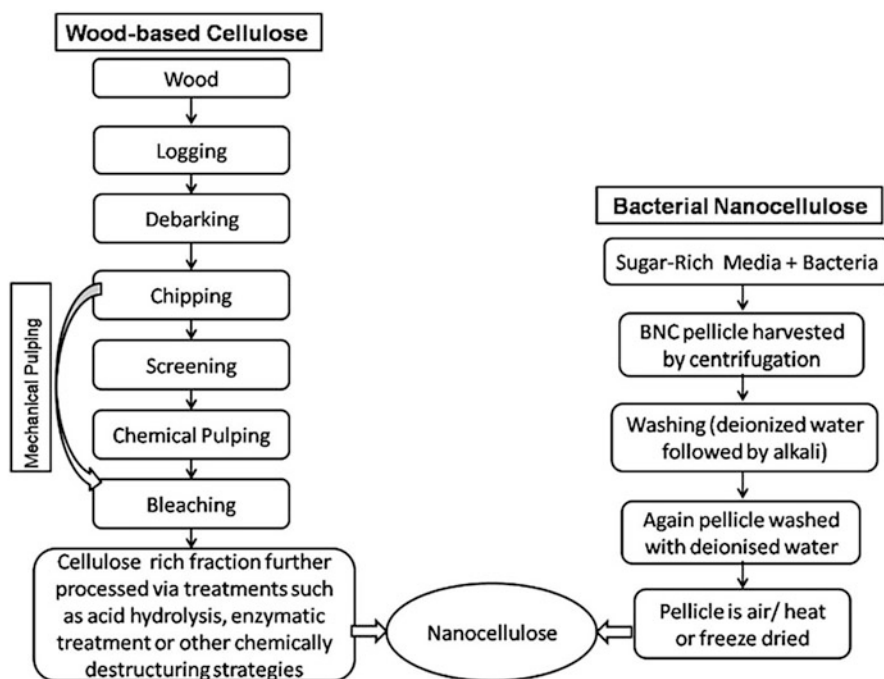 Wood-based Cellulose
Wood
Logging
Debarking
Chipping
Mechanical Pulping
Screening
Chemical Pulping
Bleaching
Cellulose rich fraction further
processed via treatments such
as acid hydrolysis, enzymatic
treatment or other chemically
destructuring strategies
Nanocellulose
Bacterial Nanocellulose
Sugar-Rich Media + Bacteria
BNC pellicle harvested
by centrifugation
Washing (deionized water
followed by alkali)
Again pellicle washed
with deionised water
Pellicle is air/ heat
or freeze dried